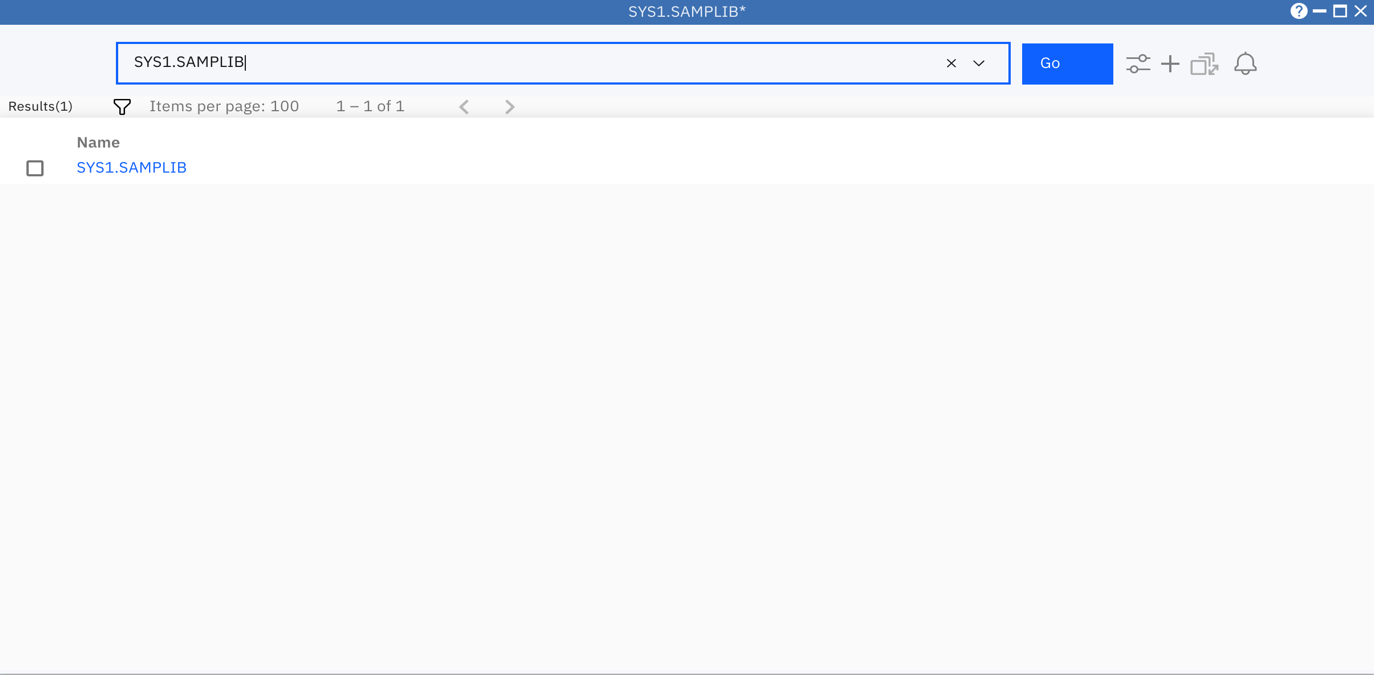 SYS1.SAMPLIB*
SYS1.SAMPLIB
Go
Results(1) Items per page: 100 1 – 1 of 1
Name
SYS1.SAMPLIB